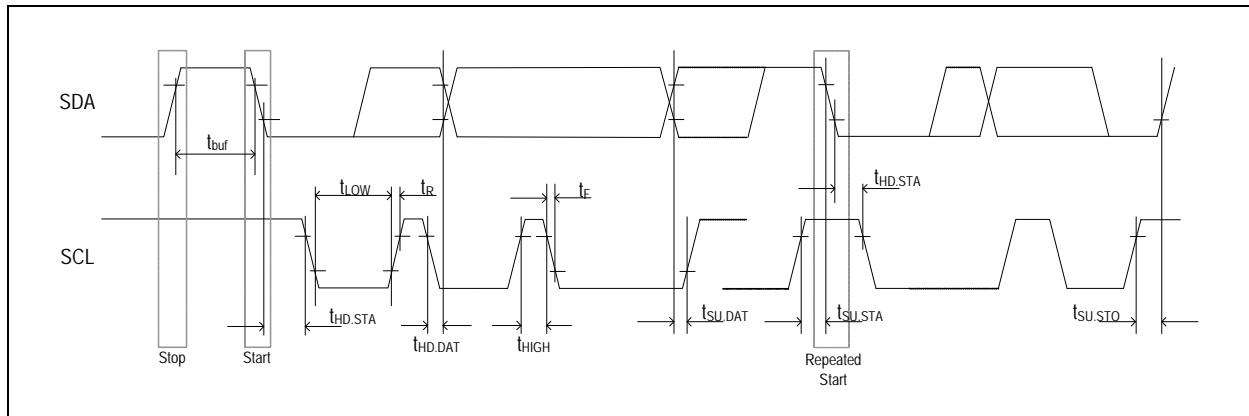 SDA
tbuf
tLOW
tR
tF
tHD.STA
SCL
tHD.STA
tHD.DAT
tHIGH
tSU.DAT
tSU.STA
tSU.STO
Stop
Start
Repeated
Start